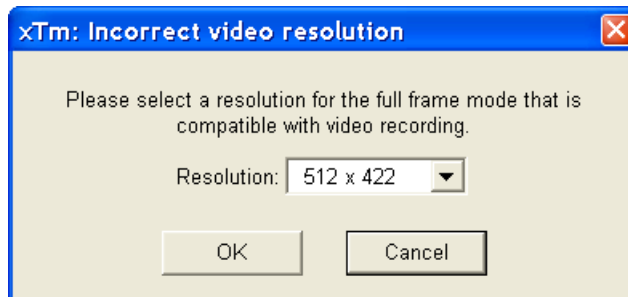 xTm: Incorrect video resolution
Please select a resolution for the full frame mode that is
compatible with video recording.
Resolution: 512 x 422
OK Cancel